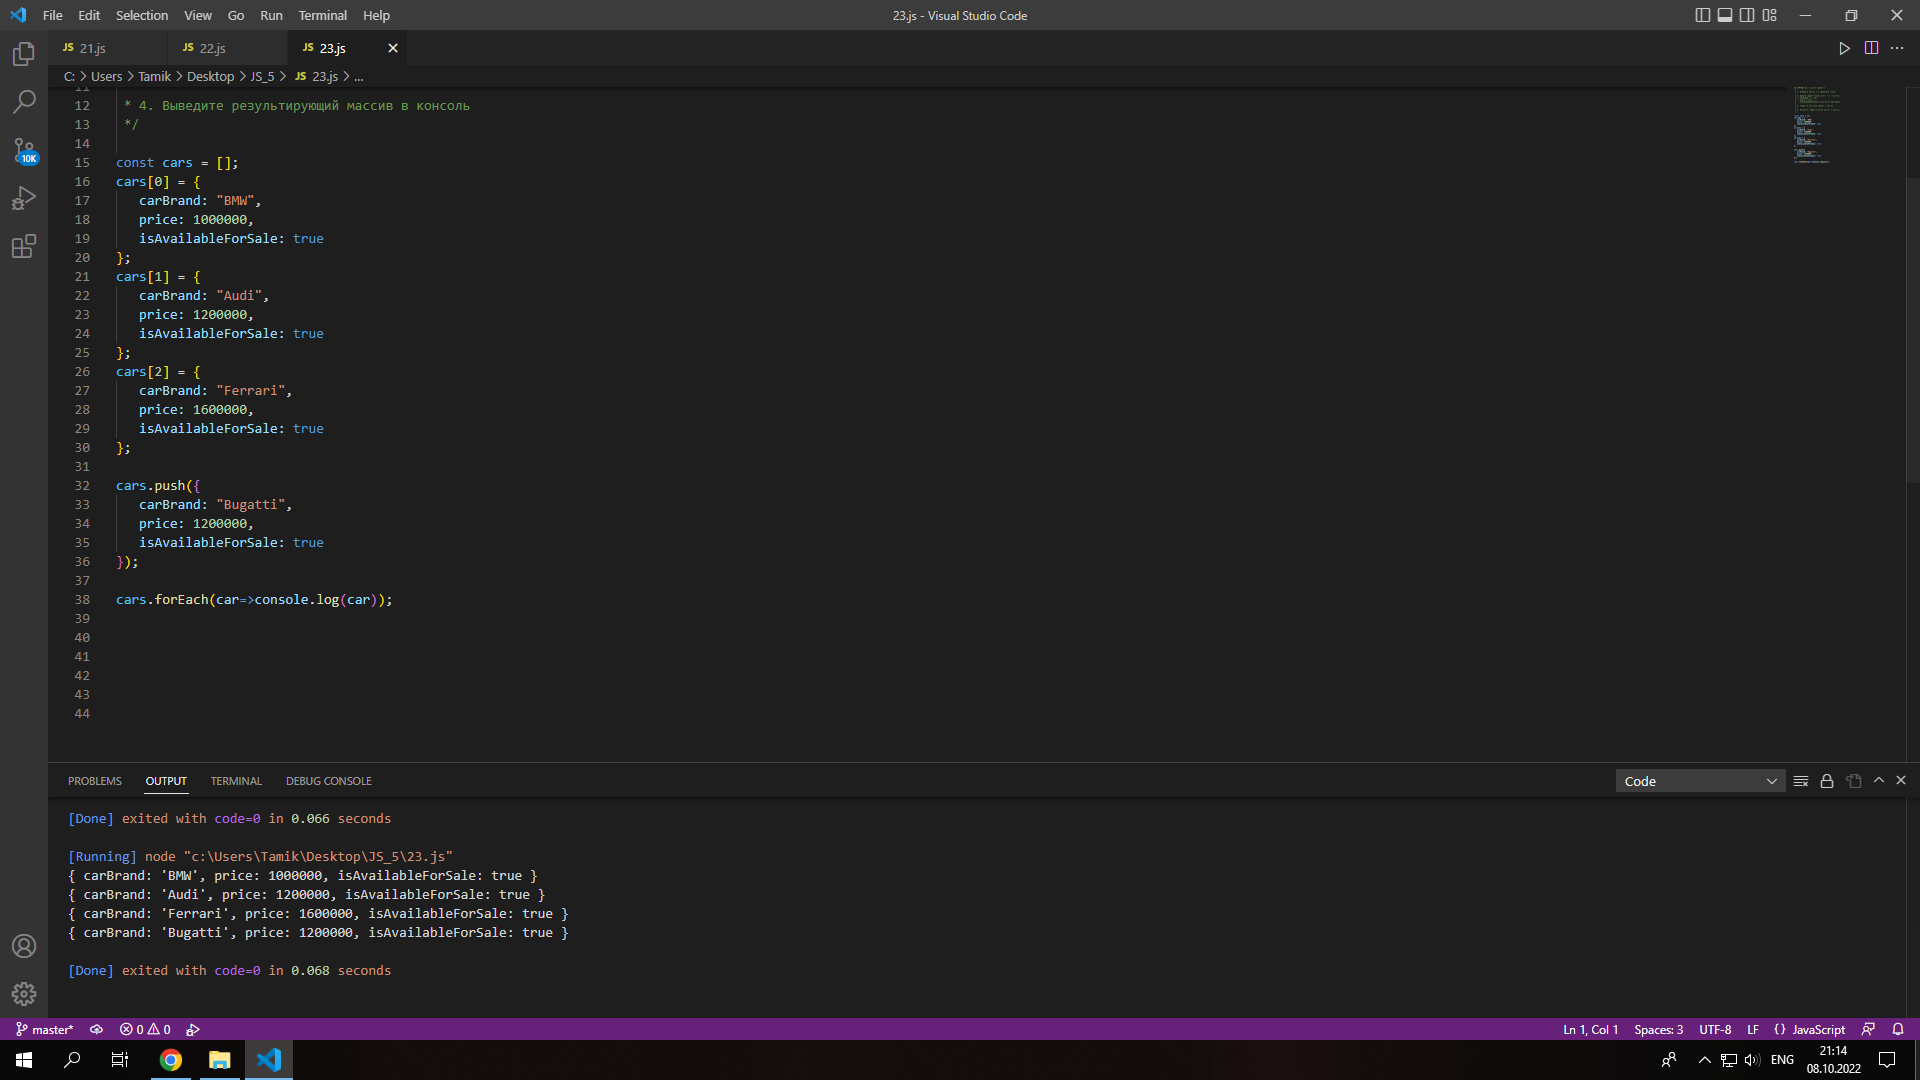 File Edit Selection View Go Run Terminal Help
23.js - Visual Studio Code
JS 21.js JS 22.js JS 23.js
C: > Users > Tamik > Desktop > JS_5 > JS 23.js > ...
11
12 * 4. Выведите результирующий массив в консоль
13 */
14
15 const cars = [];
16 cars[0] = {
17 carBrand: "BMW",
18 price: 1000000,
19 isAvailableForSale: true
20 };
21 cars[1] = {
22 carBrand: "Audi",
23 price: 1200000,
24 isAvailableForSale: true
25 };
26 cars[2] = {
27 carBrand: "Ferrari",
28 price: 1600000,
29 isAvailableForSale: true
30 };
31
32 cars.push({
33 carBrand: "Bugatti",
34 price: 1200000,
35 isAvailableForSale: true
36 });
37
38 cars.forEach(car=>console.log(car));
39
40
41
42
43
44
10K
PROBLEMS OUTPUT TERMINAL DEBUG CONSOLE
Code
[Done] exited with code=0 in 0.066 seconds
[Running] node "c:\Users\Tamik\Desktop\JS_5\23.js"
{ carBrand: 'BMW', price: 1000000, isAvailableForSale: true }
{ carBrand: 'Audi', price: 1200000, isAvailableForSale: true }
{ carBrand: 'Ferrari', price: 1600000, isAvailableForSale: true }
{ carBrand: 'Bugatti', price: 1200000, isAvailableForSale: true }
[Done] exited with code=0 in 0.068 seconds
master* 0 0
Ln 1, Col 1 Spaces: 3 UTF-8 LF {} JavaScript
ENG
21:14
08.10.2022